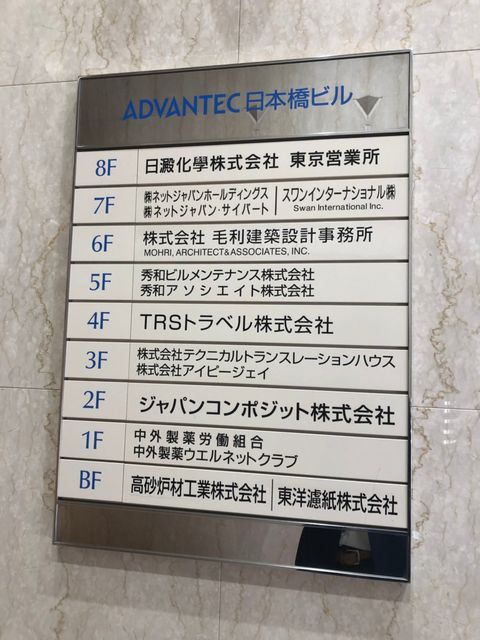 ADVANTEC日本橋ビル
8F 日澱化學株式会社 東京営業所
7F ㈱ネットジャパンホールディングス
㈱ネットジャパン・サイバート
スワンインターナショナル㈱
Swan International Inc.
6F 株式会社 毛利建築設計事務所
MOHRI, ARCHITECT&ASSOCIATES, INC.
5F 秀和ビルメンテナンス株式会社
秀和アソシエイト株式会社
4F TRSトラベル株式会社
3F 株式会社テクニカルトランスレーションハウス
株式会社アイピージェイ
2F ジャパンコンポジット株式会社
1F 中外製薬労働組合
中外製薬ウエルネットクラブ
BF 高砂炉材工業株式会社 東洋濾紙株式会社